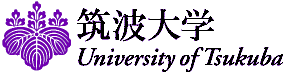 筑波大学
University of Tsukuba